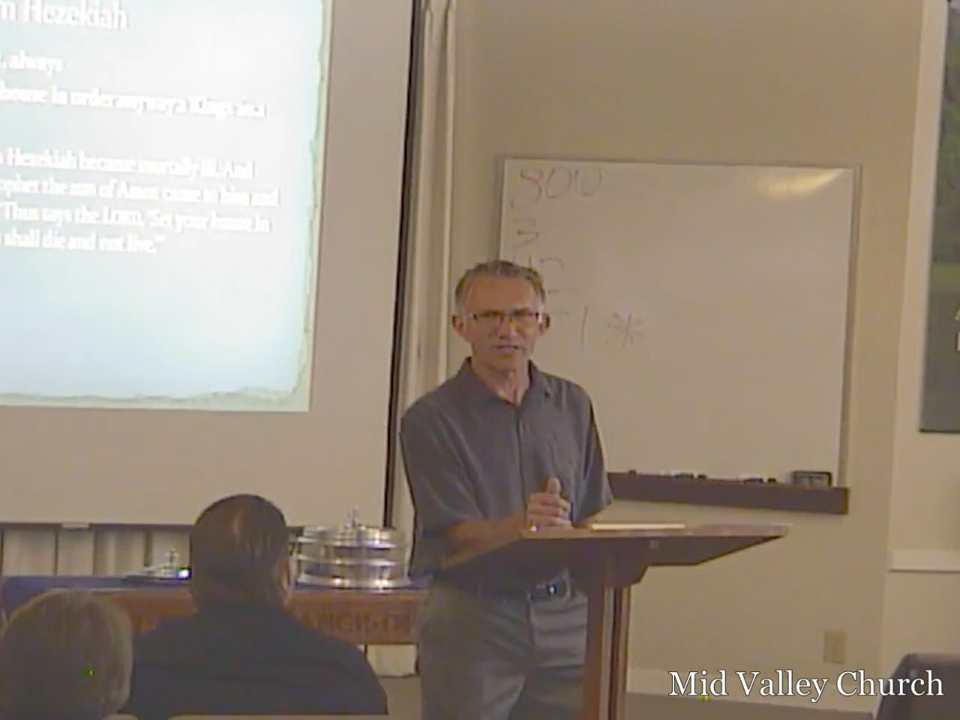 m Hezekiah
, always
house in order anyway 2 Kings 20:1
Hezekiah became mortally ill. And
ophet the son of Amoz came to him and
"Thus says the LORD, 'Set your house in
shall die and not live.'"
800
3
* 
Mid Valley Church